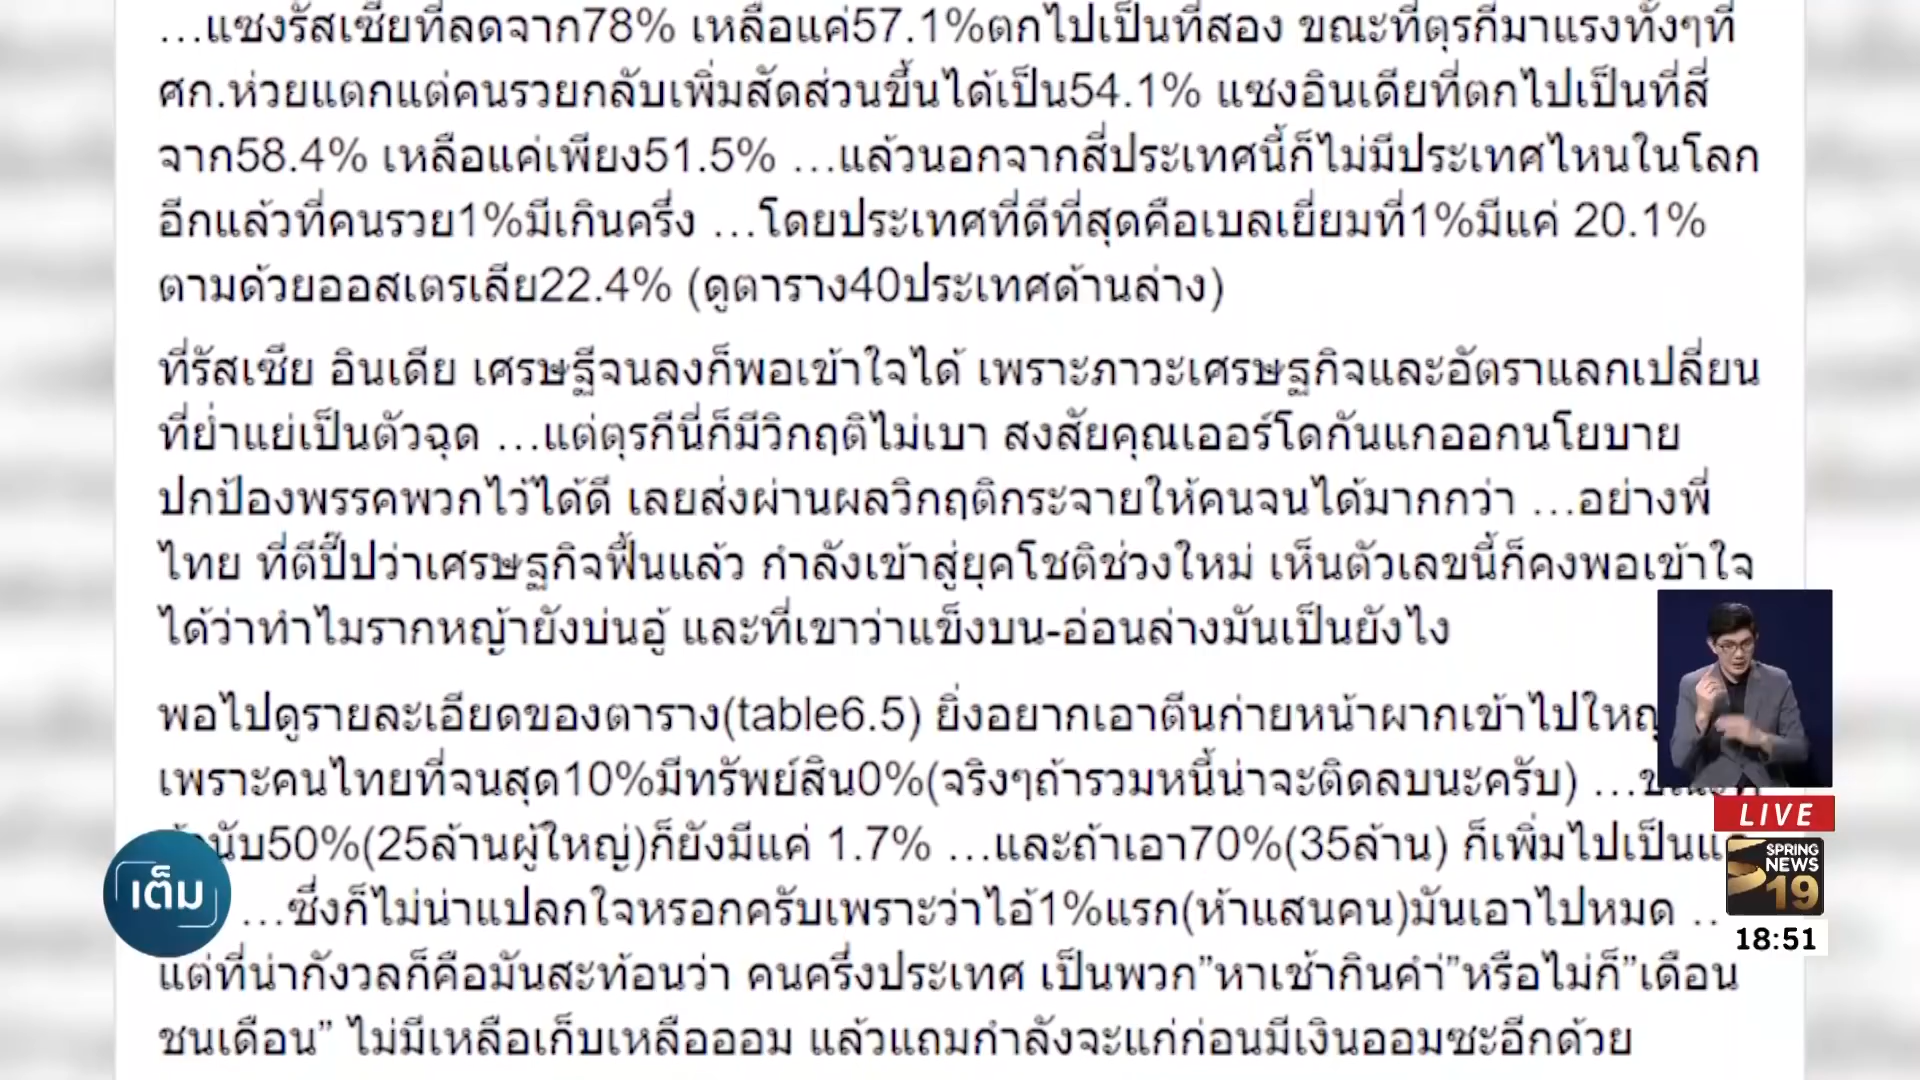 ...แซงรัสเซียที่ลดจาก78% เหลือแค่57.1%ตกไปเป็นที่สอง ขณะที่ตุรกีมาแรงทั้งๆที่
ศก.ห่วยแตกแต่คนรวยกลับเพิ่มสัดส่วนขึ้นได้เป็น54.1% แซงอินเดียที่ตกไปเป็นที่สี่
จาก58.4% เหลือแค่เพียง51.5% ...แล้วนอกจากสี่ประเทศนี้ก็ไม่มีประเทศไหนในโลก
อีกแล้วที่คนรวย1%มีเกินครึ่ง ...โดยประเทศที่ดีที่สุดคือเบลเยี่ยมที่1%มีแค่ 20.1%
ตามด้วยออสเตรเลีย22.4% (ดูตาราง40ประเทศด้านล่าง)
ที่รัสเซีย อินเดีย เศรษฐีจนลงก็พอเข้าใจได้ เพราะภาวะเศรษฐกิจและอัตราแลกเปลี่ยน
ที่ย่ำแย่เป็นตัวฉุด ...แต่ตุรกีนี่ก็มีวิกฤติไม่เบา สงสัยคุณเออร์โดกันแกออกนโยบาย
ปกป้องพรรคพวกไว้ได้ดี เลยส่งผ่านผลวิกฤติกระจายให้คนจนได้มากกว่า ...อย่างพี่
ไทย ที่ตีปี๊ปว่าเศรษฐกิจฟื้นแล้ว กำลังเข้าสู่ยุคโชติช่วงใหม่ เห็นตัวเลขนี้ก็คงพอเข้าใจ
ได้ว่าทำไมรากหญ้ายังบ่นอู้ และที่เขาว่าแข็งบน-อ่อนล่างมันเป็นยังไง
พอไปดูรายละเอียดของตาราง(table6.5) ยิ่งอยากเอาตีนก่ายหน้าผากเข้าไปใหญ่
เพราะคนไทยที่จนสุด10%มีทรัพย์สิน0%(จริงๆถ้ารวมหนี้น่าจะติดลบนะครับ) ...
นับ50%(25ล้านผู้ใหญ่)ก็ยังมีแค่ 1.7% ...และถ้าเอา70%(35ล้าน) ก็เพิ่มไปเป็น
...ซึ่งก็ไม่น่าแปลกใจหรอกครับเพราะว่าไอ้1%แรก(ห้าแสนคน)มันเอาไปหมด ..
แต่ที่น่ากังวลก็คือมันสะท้อนว่า คนครึ่งประเทศ เป็นพวก”หาเช้ากินค่ำ”หรือไม่ก็”เดือน
ชนเดือน” ไม่มีเหลือเก็บเหลือออม แล้วแถมกำลังจะแก่ก่อนมีเงินออมซะอีกด้วย
เต็ม
LIVE
SPRING
NEWS
19
18:51